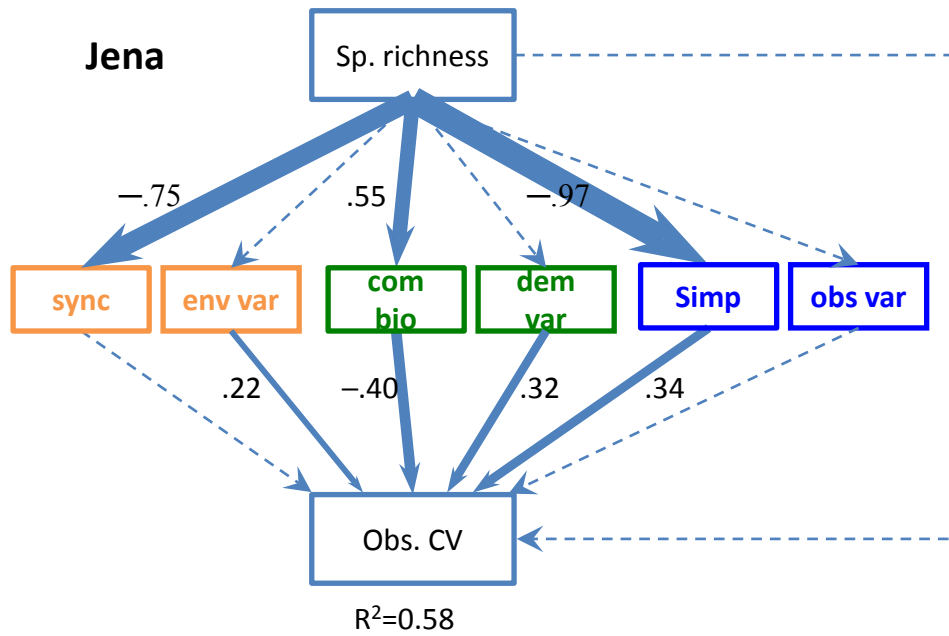 Jena
Sp. richness
–.75
.55
–.97
sync
env var
com
bio
dem
var
Simp
obs var
.22
–.40
.32
.34
Obs. CV
R²=0.58